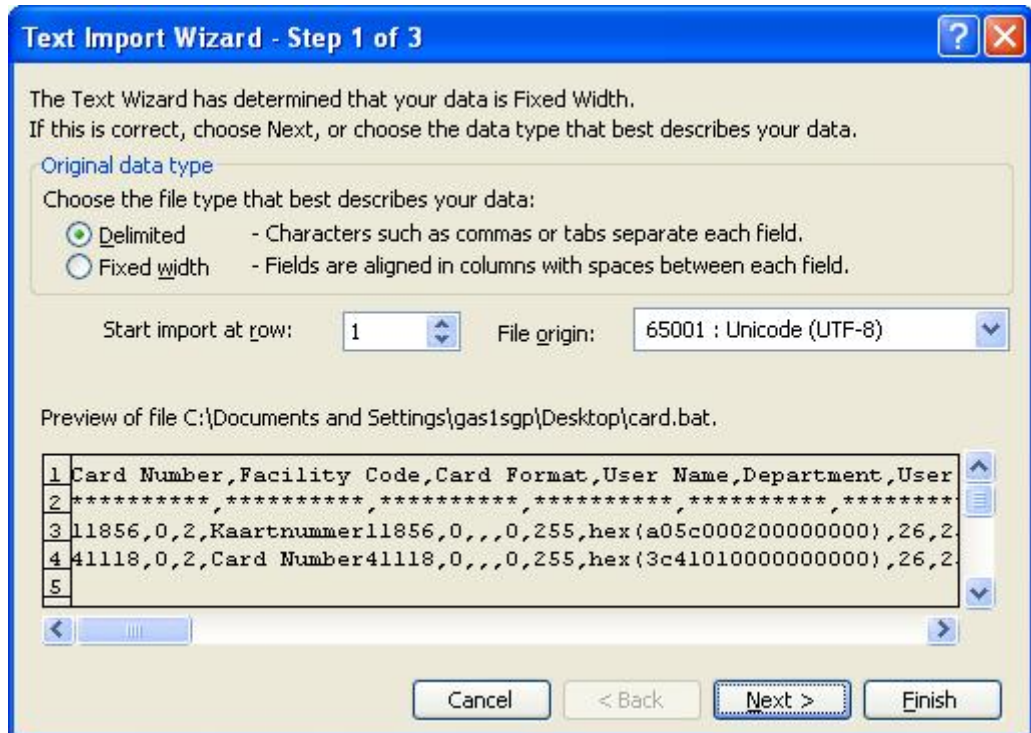 Text Import Wizard - Step 1 of 3
The Text Wizard has determined that your data is Fixed Width.
If this is correct, choose Next, or choose the data type that best describes your data.
Original data type
Choose the file type that best describes your data:
Delimited - Characters such as commas or tabs separate each field.
Fixed width - Fields are aligned in columns with spaces between each field.
Start import at row: 1 File origin: 65001 : Unicode (UTF-8)
Preview of file C:\Documents and Settings\gas1sgp\Desktop\card.bat.
1 Card Number,Facility Code,Card Format,User Name,Department,User
2 **********,**********,**********,**********,**********,********
3 11856,0,2,Kaartnummer11856,0,,,0,255,hex(a05c000200000000),26,2
4 41118,0,2,Card Number41118,0,,,0,255,hex(3c41010000000000),26,2
5
Cancel < Back Next > Finish